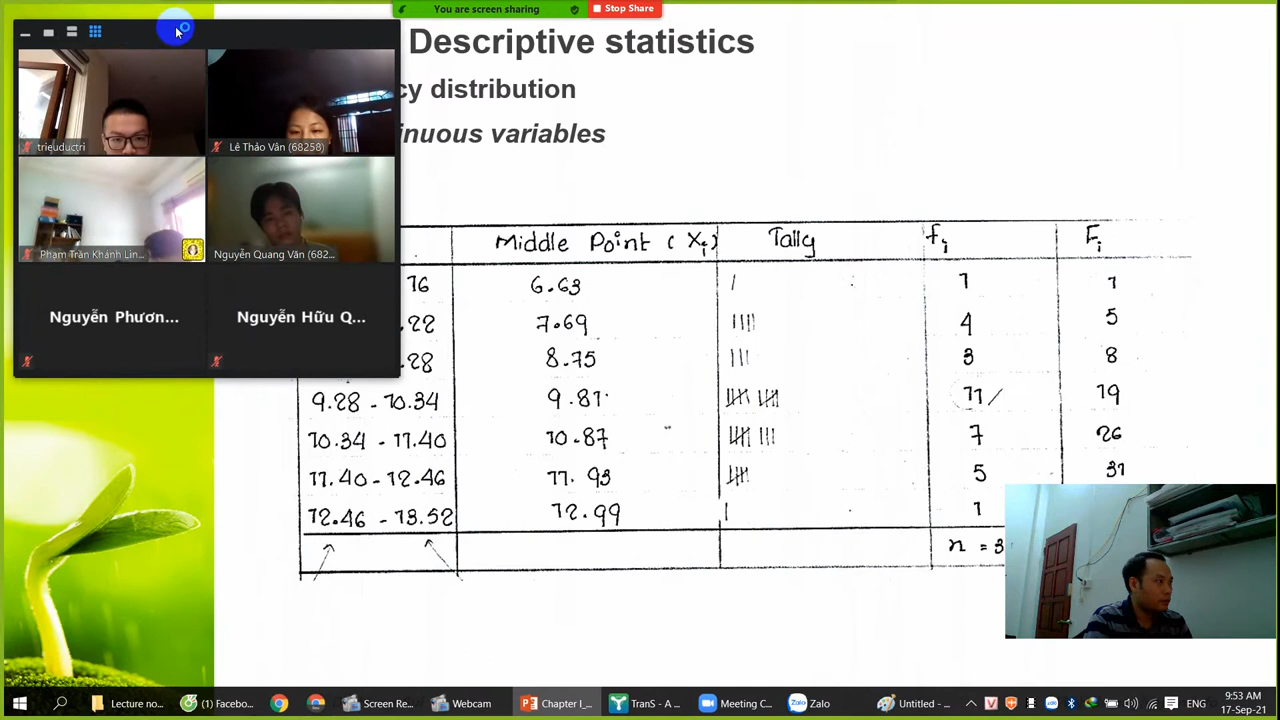 You are screen sharing
Stop Share
Descriptive statistics
cy distribution
inuous variables
trieuductri
Lê Thảo Vân (68258)
Phạm Trần Khánh Lin...
Nguyễn Quang Văn (682...
Nguyễn Phươn...
Nguyễn Hữu Q...
Middle Point (Xi) Tally fi Fi
76 6.63 1 1
.22 7.69 4 5
.28 8.75 3 8
9.28 - 10.34 9.81 11 19
10.34 - 11.40 10.87 7 26
11.40 - 12.46 11.93 5 31
12.46 - 13.52 12.99 1
n = 3
Lecture no...
(1) Facebo...
Screen Re...
Webcam
Chapter I_...
TranS - A ...
Meeting C...
Zalo
Untitled - ...
ENG
9:53 AM
17-Sep-21